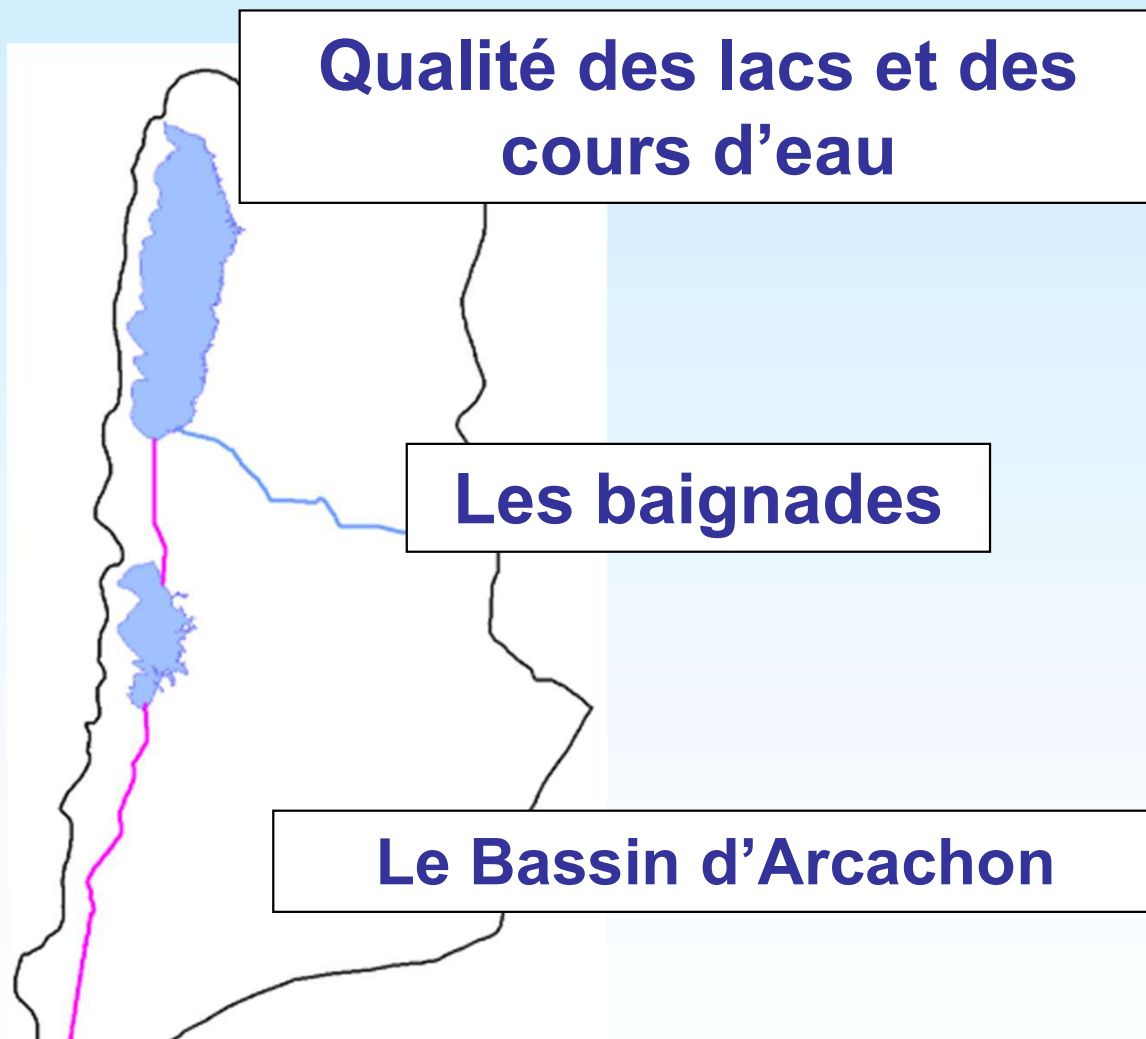 Qualité des lacs et des
cours d’eau
Les baignades
Le Bassin d’Arcachon